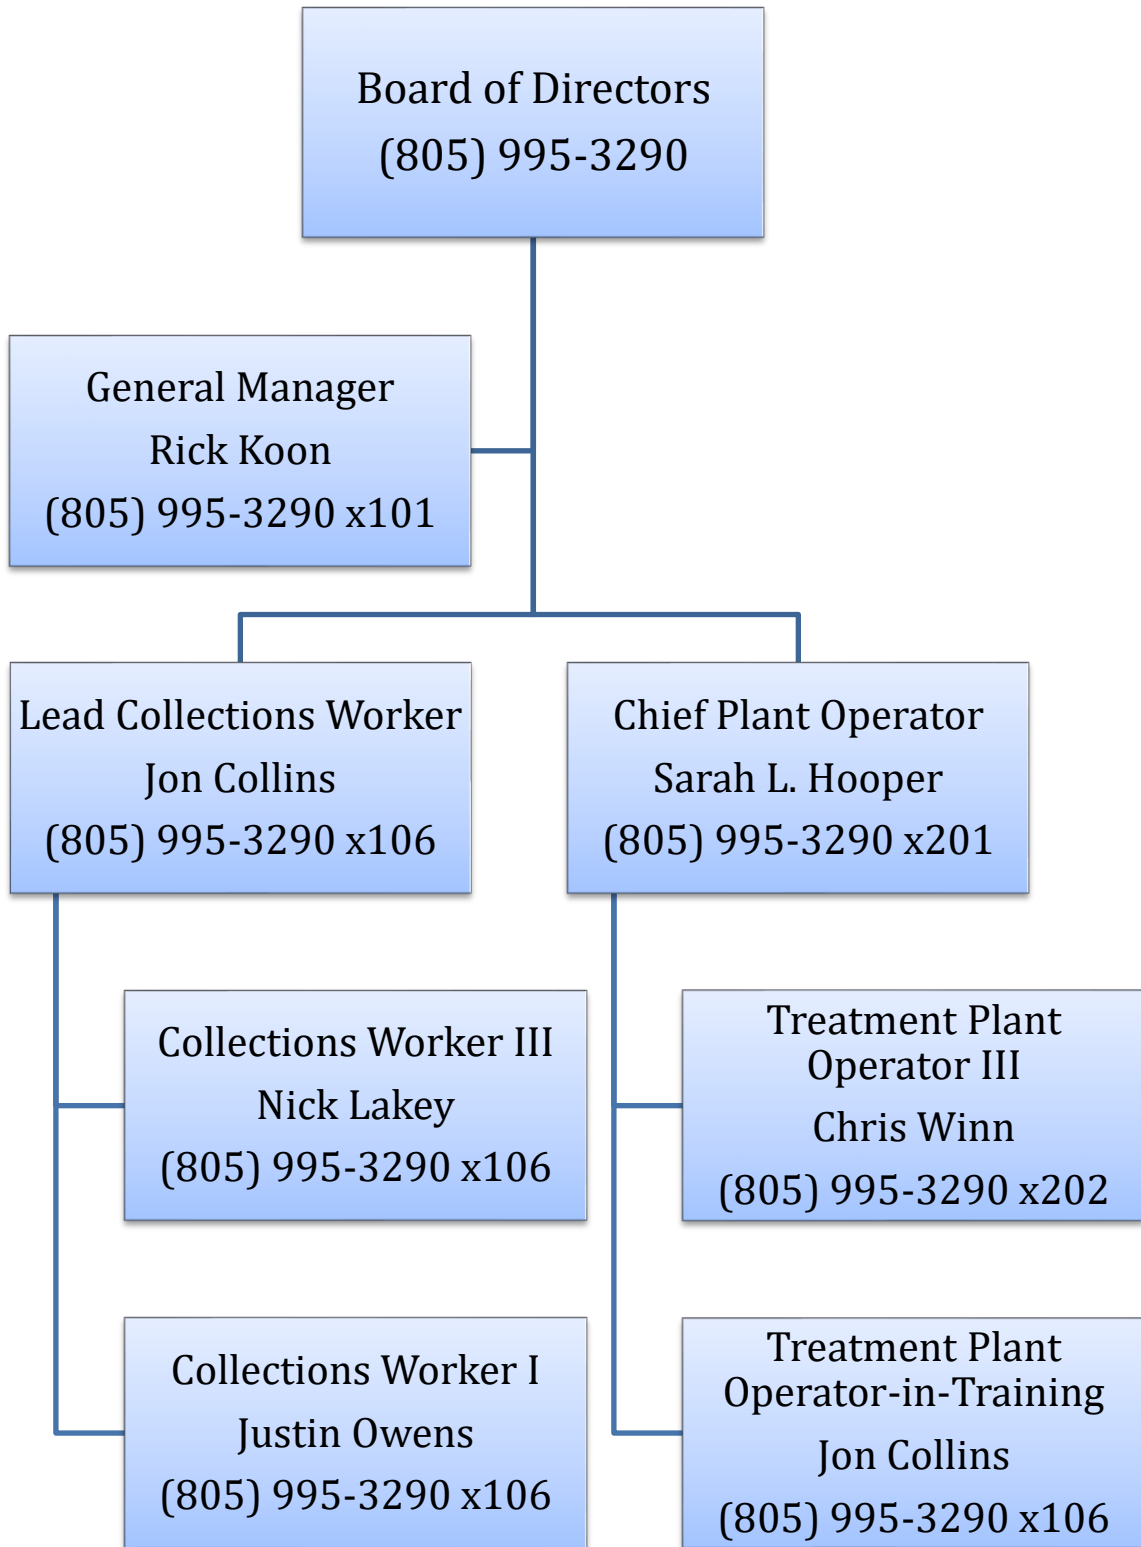 Board of Directors
(805) 995-3290
General Manager
Rick Koon
(805) 995-3290 x101
Lead Collections Worker
Jon Collins
(805) 995-3290 x106
Chief Plant Operator
Sarah L. Hooper
(805) 995-3290 x201
Collections Worker III
Nick Lakey
(805) 995-3290 x106
Treatment Plant
Operator III
Chris Winn
(805) 995-3290 x202
Collections Worker I
Justin Owens
(805) 995-3290 x106
Treatment Plant
Operator-in-Training
Jon Collins
(805) 995-3290 x106